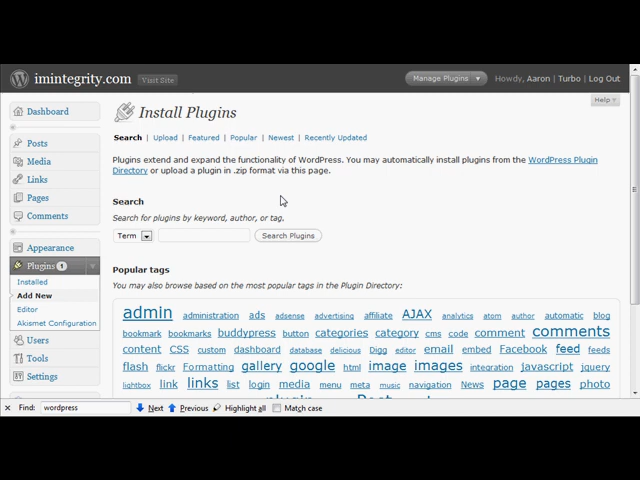 imintegrity.com Visit Site Manage Plugins Howdy, Aaron | Turbo | Log Out
Help
Dashboard
Posts
Media
Links
Pages
Comments
Appearance
Plugins 1
Installed
Add New
Editor
Akismet Configuration
Users
Tools
Settings
Install Plugins
Search | Upload | Featured | Popular | Newest | Recently Updated
Plugins extend and expand the functionality of WordPress. You may automatically install plugins from the WordPress Plugin
Directory or upload a plugin in .zip format via this page.
Search
Search for plugins by keyword, author, or tag.
Term Search Plugins
Popular tags
You may also browse based on the most popular tags in the Plugin Directory:
admin administration ads adsense advertising affiliate AJAX analytics atom author automatic blog
bookmark bookmarks buddypress button categories category cms code comment comments
content CSS custom dashboard database delicious Digg editor email embed Facebook feed feeds
flash flickr Formatting gallery google html image images integration javascript jquery
lightbox link links list login media menu meta music navigation News page pages photo
Find: wordpress Next Previous Highlight all Match case